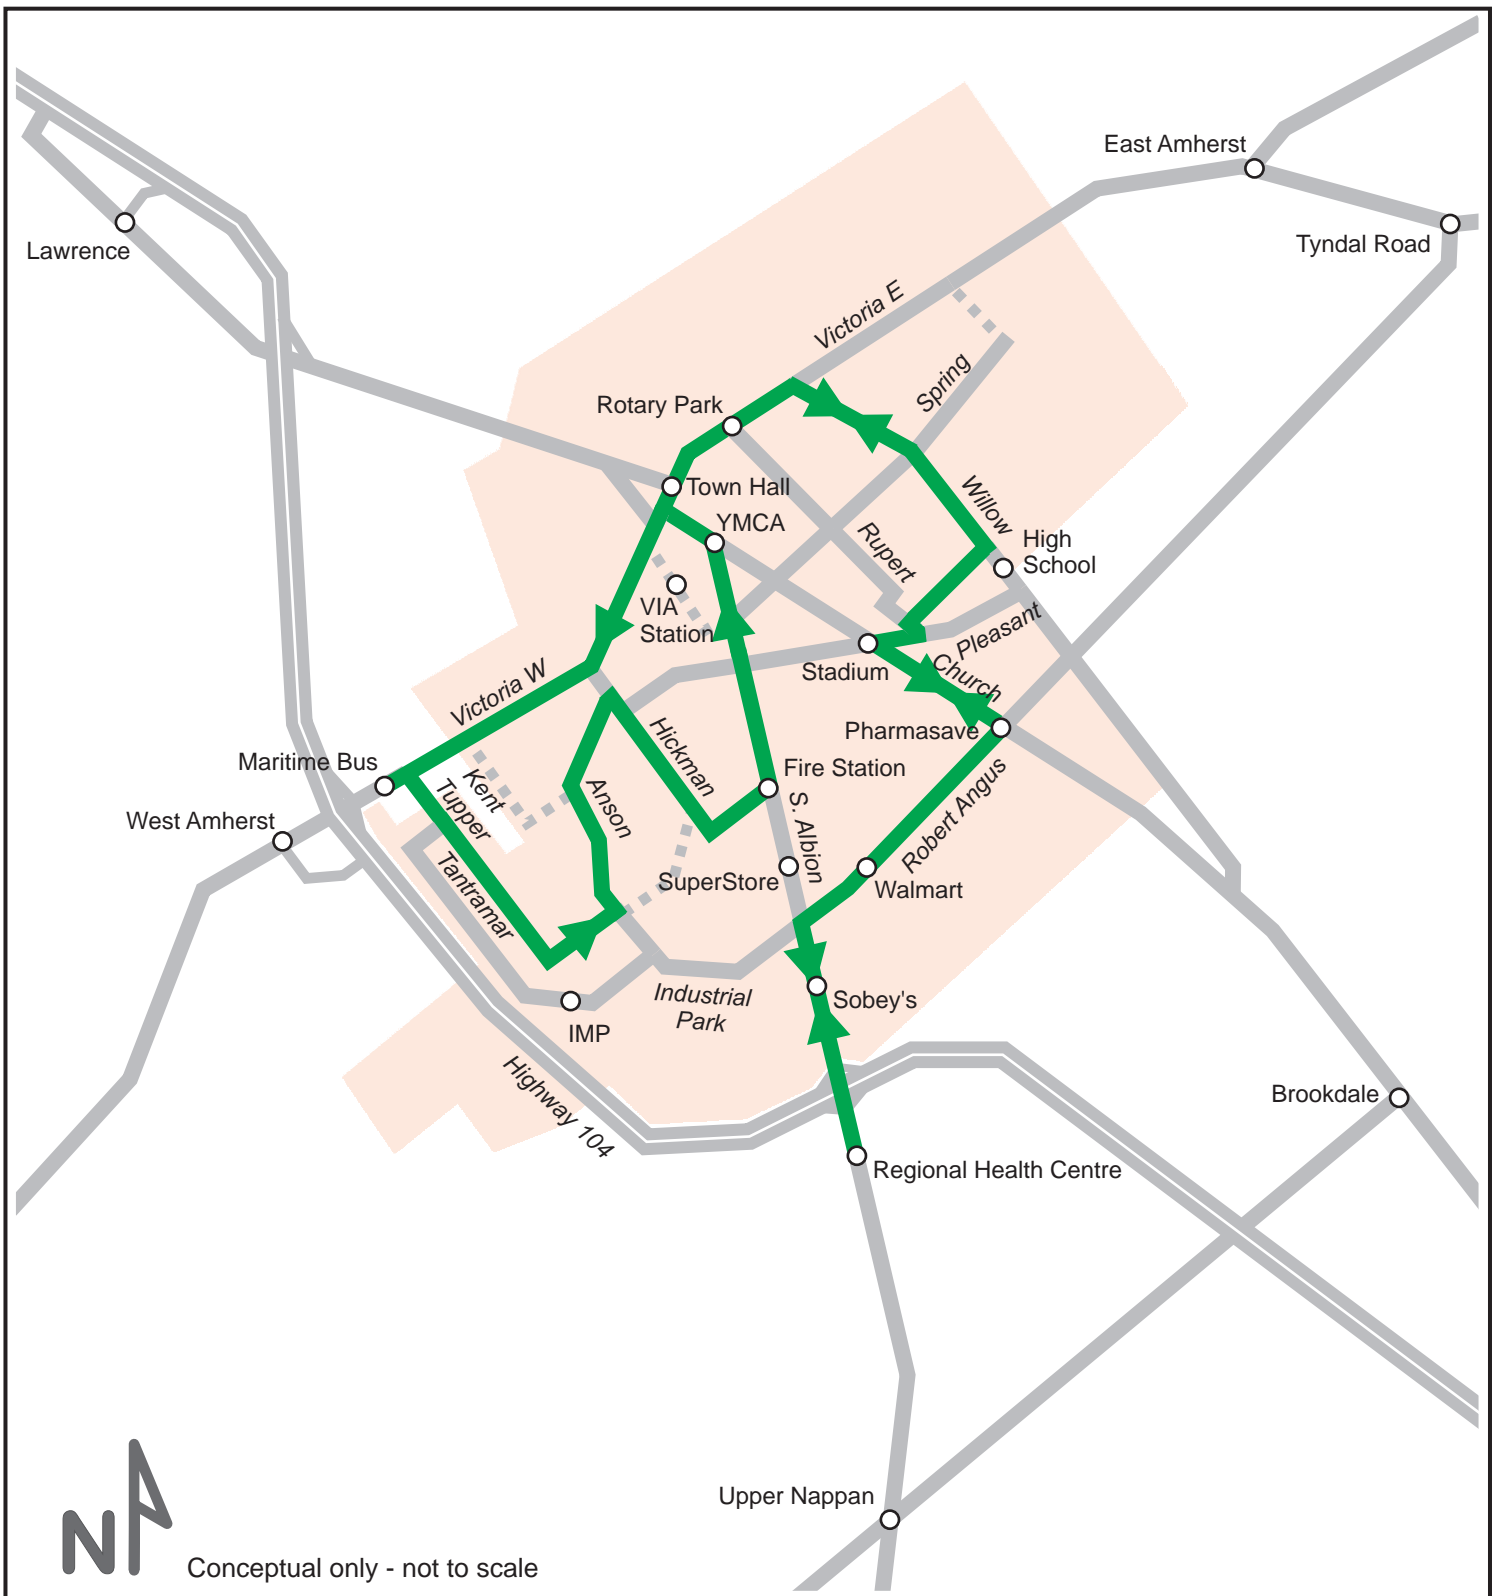 East Amherst
Tyndal Road
Lawrence
Victoria E
Spring
Rotary Park
Town Hall
YMCA
Willow
High
School
Rupert
VIA
Station
Pleasant
Stadium
Church
Victoria W
Pharmasave
Hickman
Maritime Bus
Fire Station
Kent
Tupper
Anson
S. Albion
Robert Angus
West Amherst
SuperStore
Walmart
Tantramar
Industrial
Park
Sobey's
IMP
Highway 104
Brookdale
Regional Health Centre
Upper Nappan
N
Conceptual only - not to scale